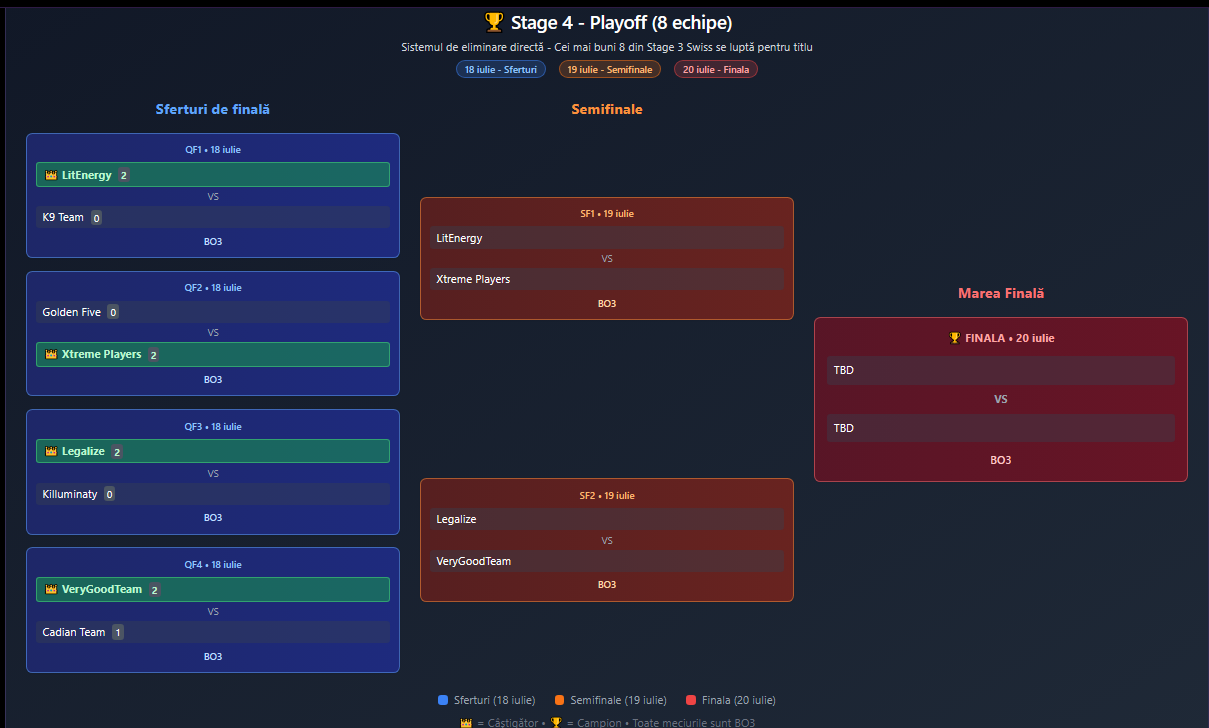 🏆 Stage 4 - Playoff (8 echipe)
Sistemul de eliminare directă - Cei mai buni 8 din Stage 3 Swiss se luptă pentru titlu
18 iulie - Sferturi
19 iulie - Semifinale
20 iulie - Finala
Sferturi de finală
QF1 • 18 iulie
👑 LitEnergy 2
VS
K9 Team 0
BO3
QF2 • 18 iulie
Golden Five 0
VS
👑 Xtreme Players 2
BO3
QF3 • 18 iulie
👑 Legalize 2
VS
Killuminaty 0
BO3
QF4 • 18 iulie
👑 VeryGoodTeam 2
VS
Cadian Team 1
BO3
Semifinale
SF1 • 19 iulie
LitEnergy
VS
Xtreme Players
BO3
SF2 • 19 iulie
Legalize
VS
VeryGoodTeam
BO3
Marea Finală
🏆 FINALA • 20 iulie
TBD
VS
TBD
BO3
Sferturi (18 iulie)
Semifinale (19 iulie)
Finala (20 iulie)
👑 = Câștigător • 🏆 = Campion • Toate meciurile sunt BO3